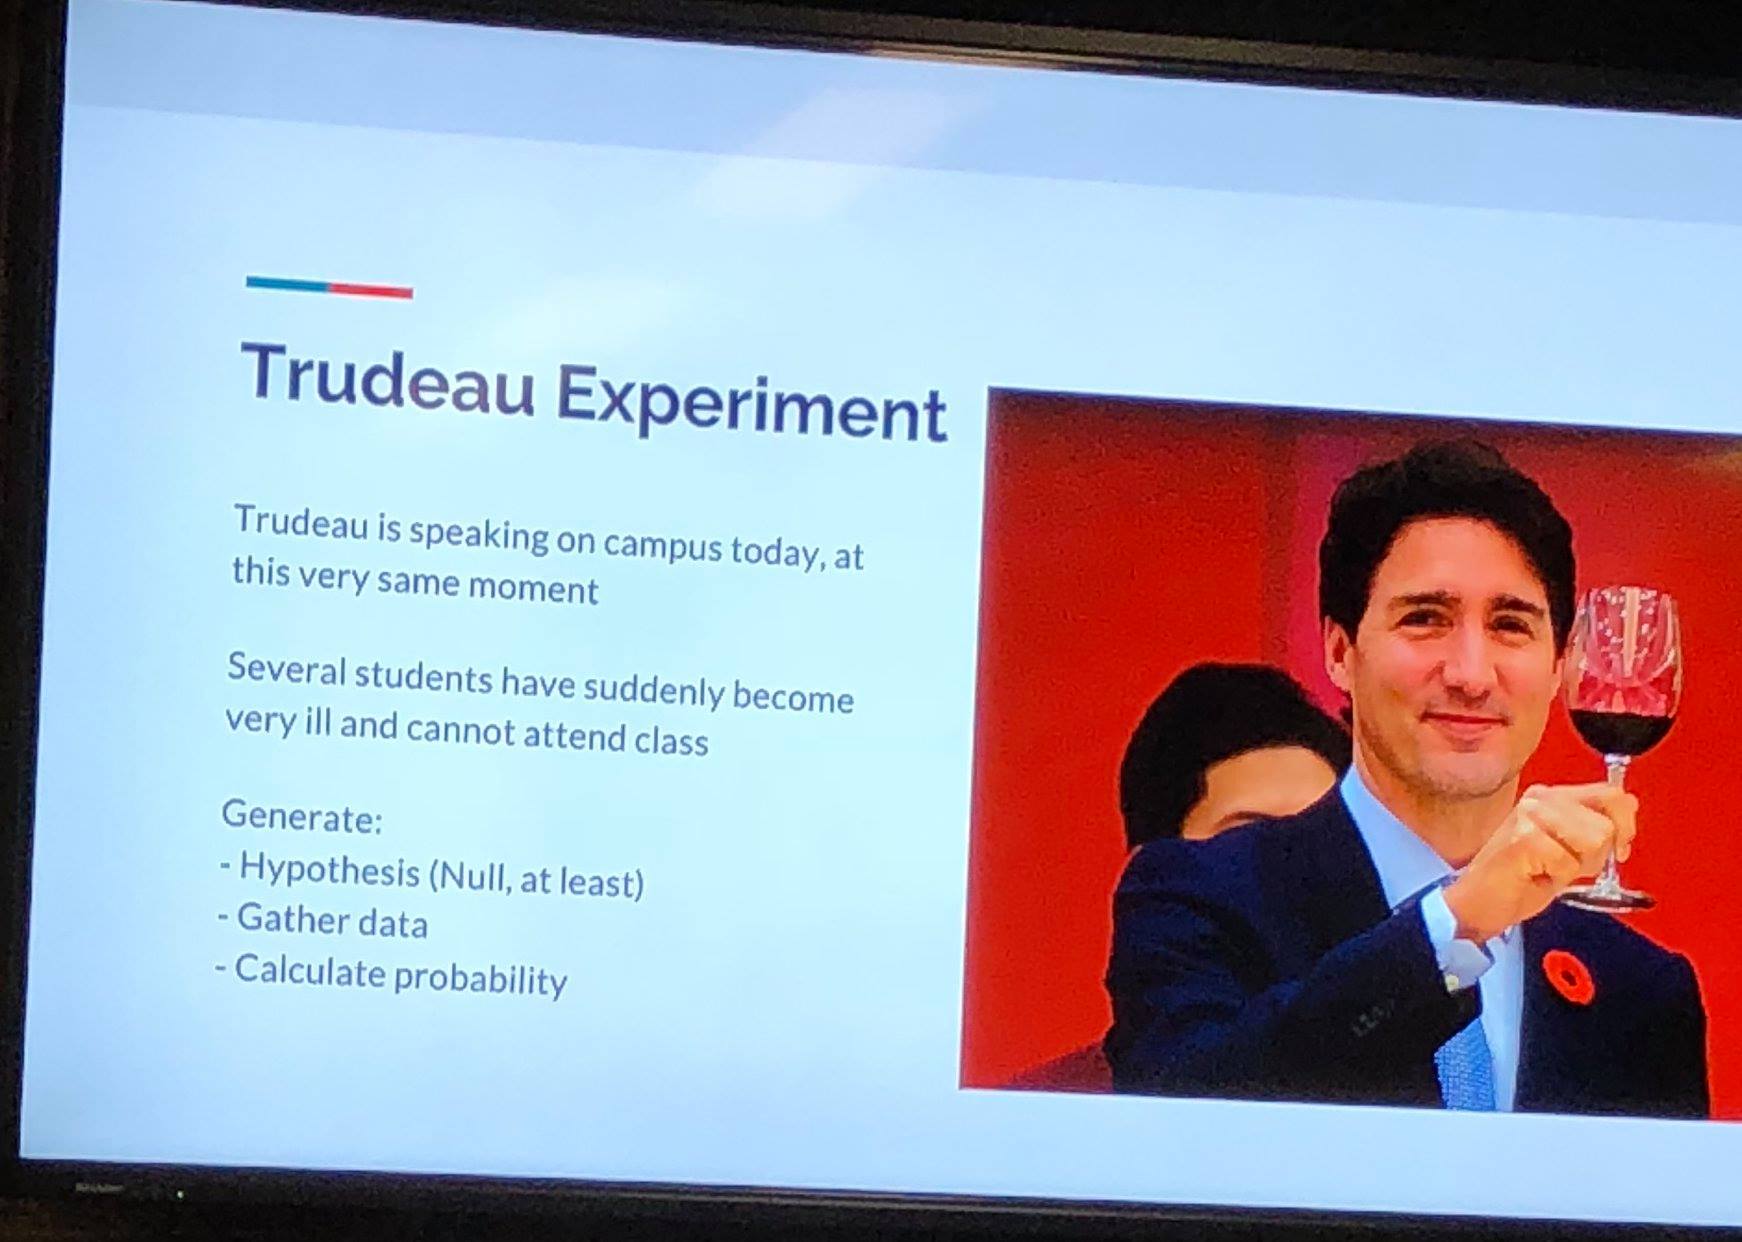 Trudeau Experiment
Trudeau is speaking on campus today, at
this very same moment
Several students have suddenly become
very ill and cannot attend class
Generate:
- Hypothesis (Null, at least)
- Gather data
- Calculate probability